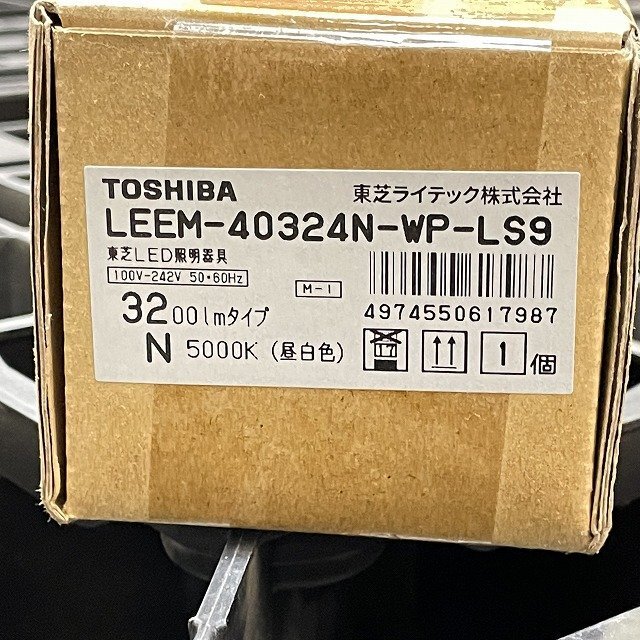 TOSHIBA 東芝ライテック株式会社
LEEM-40324N-WP-LS9
東芝LED照明器具
100V-242V 50・60Hz
M-1
4974550617987
3200lmタイプ
N 5000K (昼白色)
1個